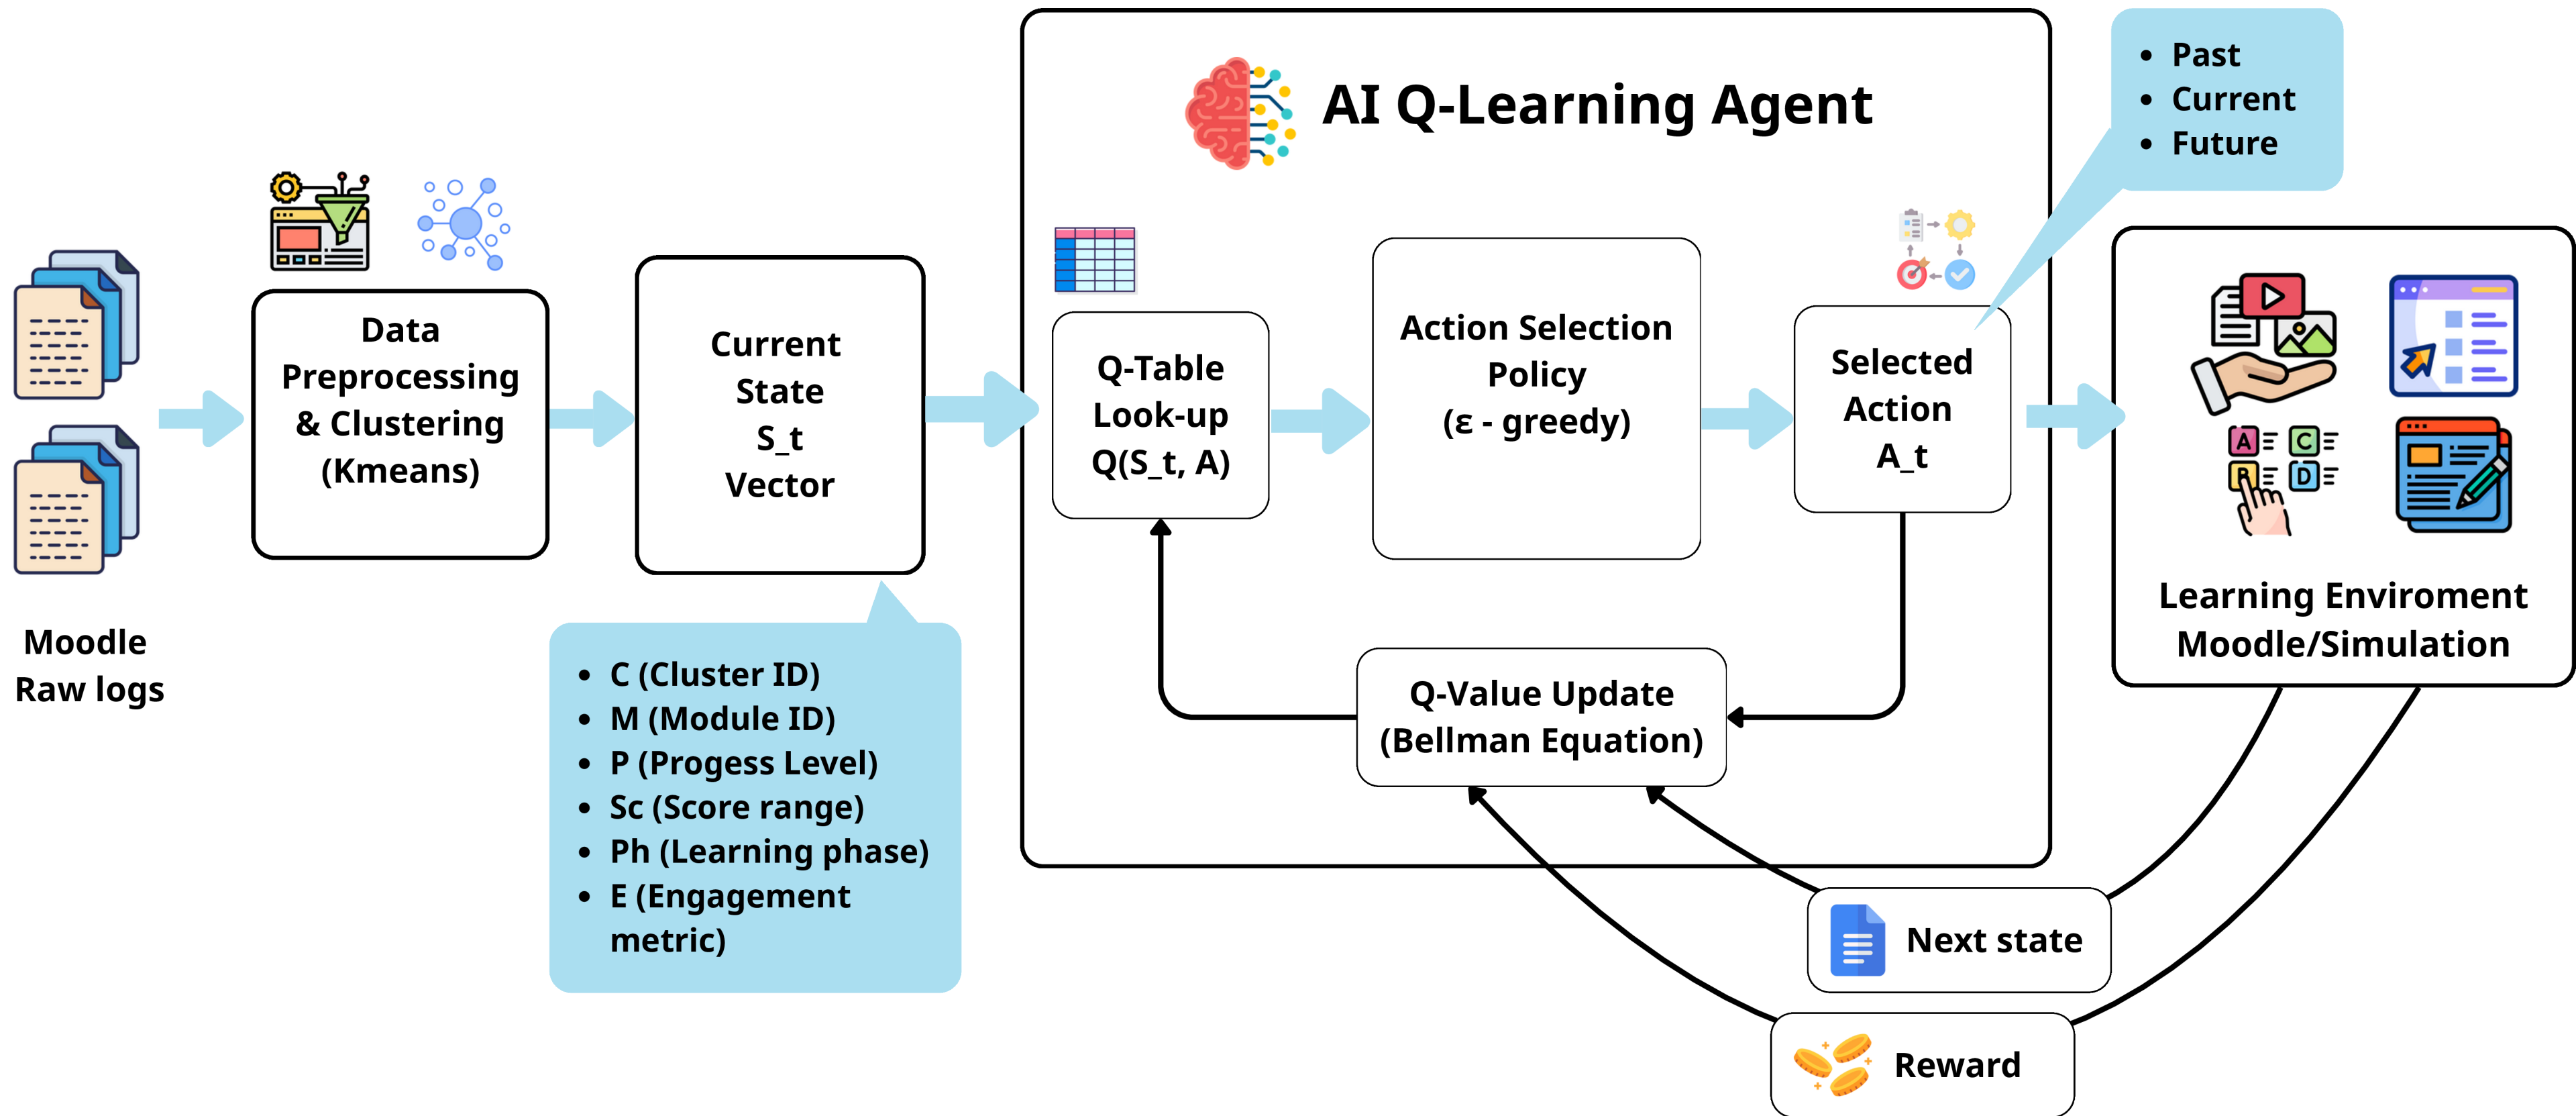 Moodle
Raw logs
Data
Preprocessing
& Clustering
(Kmeans)
Current
State
S_t
Vector
• C (Cluster ID)
• M (Module ID)
• P (Progess Level)
• Sc (Score range)
• Ph (Learning phase)
• E (Engagement
metric)
AI Q-Learning Agent
Q-Table
Look-up
Q(S_t, A)
Action Selection
Policy
(ε - greedy)
Selected
Action
A_t
• Past
• Current
• Future
Q-Value Update
(Bellman Equation)
A
C
B
D
Learning Enviroment
Moodle/Simulation
Next state
Reward